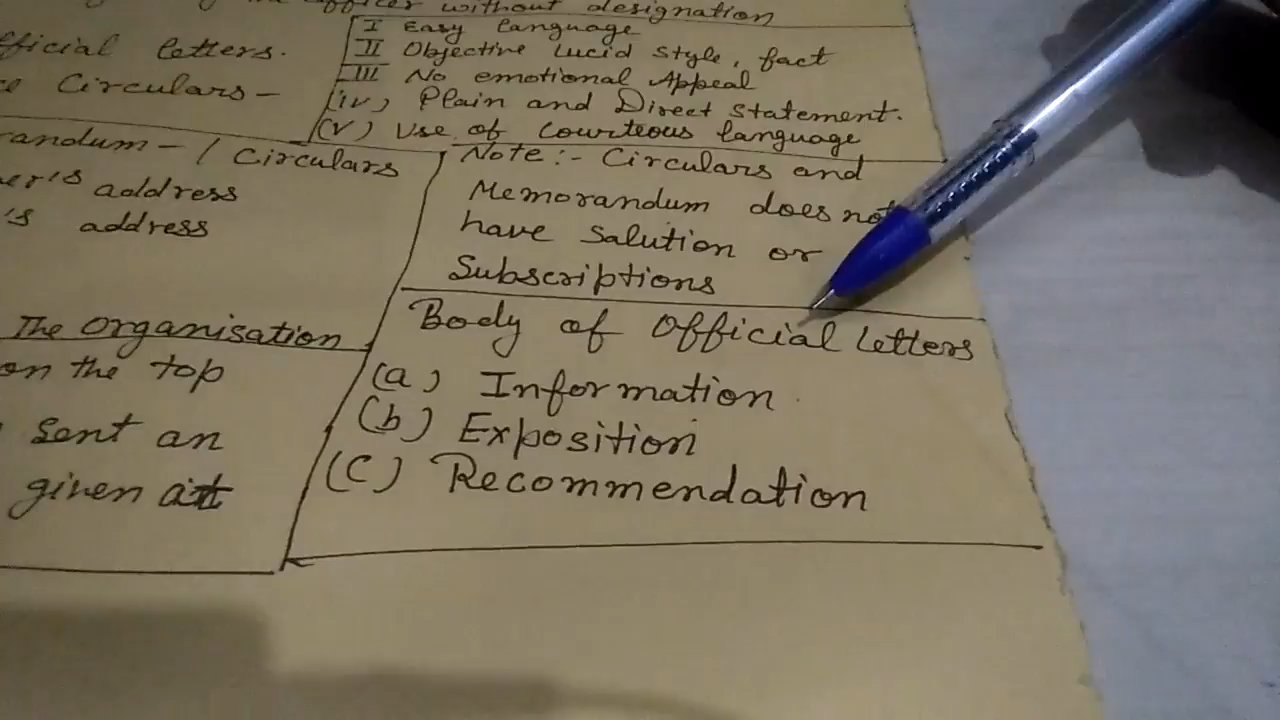 officer without designation
I Easy language
II Objective Lucid style, fact
III No emotional Appeal
(iv) Plain and Direct statement.
(V) Use of Courteous language
fficial letters.
Circulars-
randum - / Circulars
er's address
's address
Note:- Circulars and
Memorandum does not
have Salution or
Subscriptions
The Organisation
on the top
sent an
given at
Body of Official letters
(a) Information
(b) Exposition
(C) Recommendation